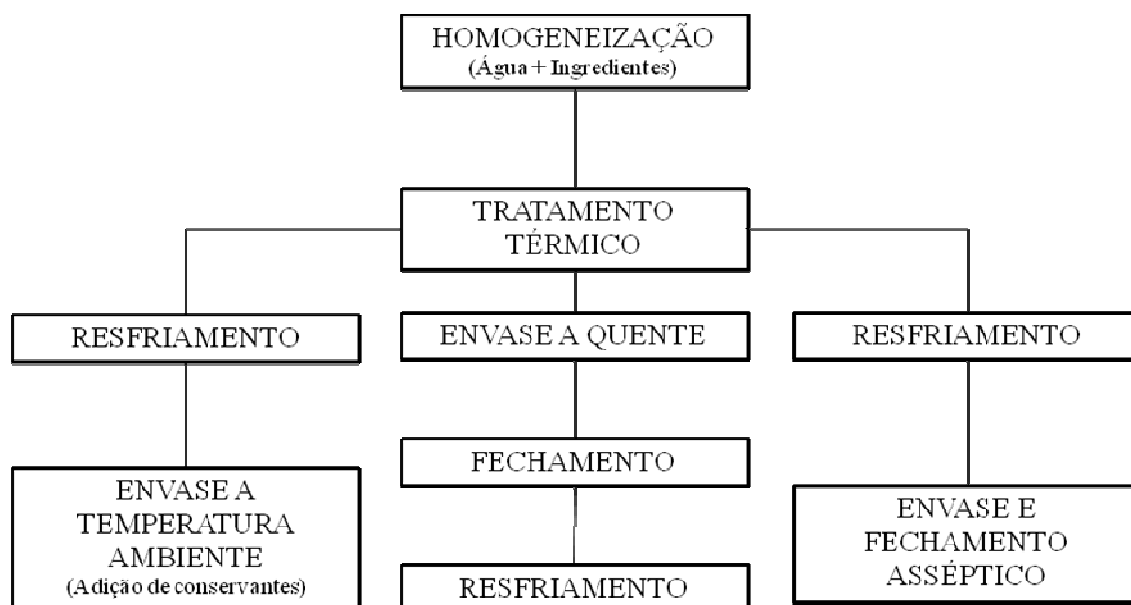 HOMOGENEIZAÇÃO
(Água + Ingredientes)
TRATAMENTO
TÉRMICO
RESFRIAMENTO
ENVASE A QUENTE
RESFRIAMENTO
FECHAMENTO
ENVASE A
TEMPERATURA
AMBIENTE
(Adição de conservantes)
ENVASE E
FECHAMENTO
ASSÉPTICO
RESFRIAMENTO